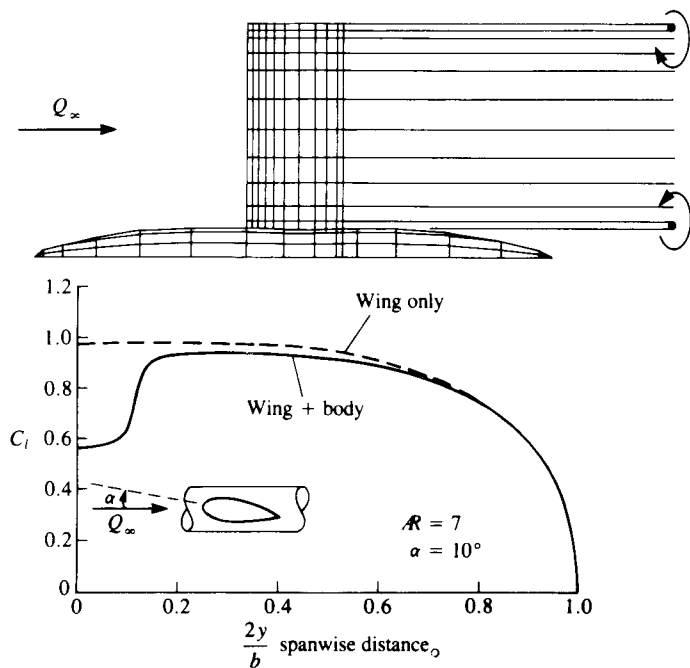 Q∞
1.2
1.0
0.8
0.6
0.4
0.2
0
C_l
Wing only
Wing + body
α
Q∞
AR = 7
α = 10°
0
0.2
0.4
0.6
0.8
1.0
2y/b spanwise distance